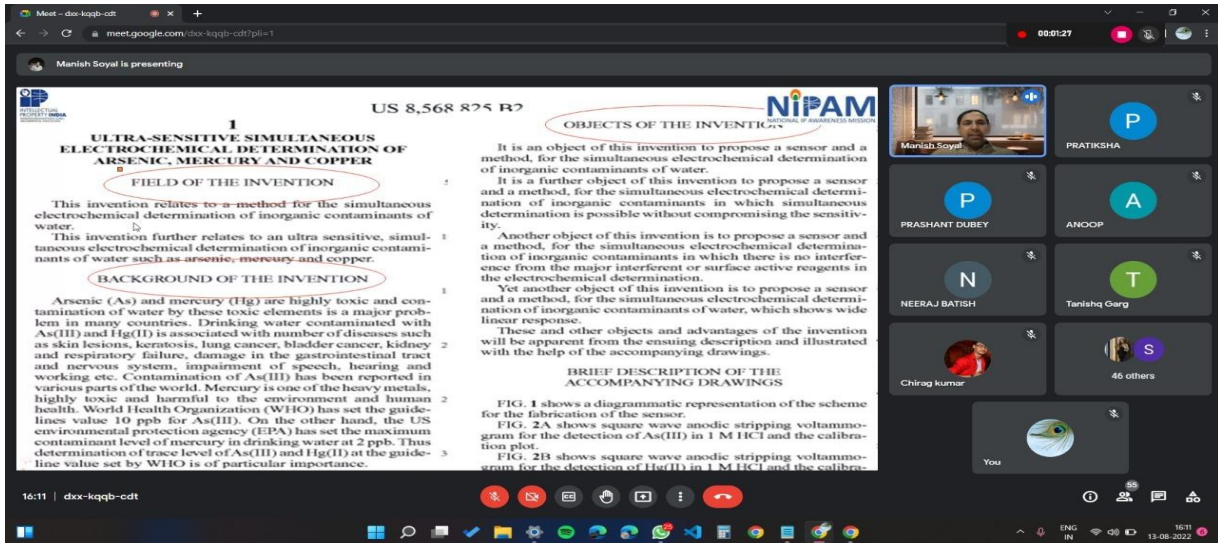 Meet – dxx-kqqb-cdt
meet.google.com/dxx-kqqb-cdt?pli=1
00:01:27
Manish Soyal is presenting
INTELLECTUAL
PROPERTY INDIA
US 8,568,825 B2
NIPAM
NATIONAL IP AWARENESS MISSION
1
ULTRA-SENSITIVE SIMULTANEOUS
ELECTROCHEMICAL DETERMINATION OF
ARSENIC, MERCURY AND COPPER
FIELD OF THE INVENTION
This invention relates to a method for the simultaneous
electrochemical determination of inorganic contaminants of
water.
This invention further relates to an ultra sensitive, simul-
taneous electrochemical determination of inorganic contami-
nants of water such as arsenic, mercury and copper.
BACKGROUND OF THE INVENTION
Arsenic (As) and mercury (Hg) are highly toxic and con-
tamination of water by these toxic elements is a major prob-
lem in many countries. Drinking water contaminated with
As(III) and Hg(II) is associated with number of diseases such
as skin lesions, keratosis, lung cancer, bladder cancer, kidney
and respiratory failure, damage in the gastrointestinal tract
and nervous system, impairment of speech, hearing and
working etc. Contamination of As(III) has been reported in
various parts of the world. Mercury is one of the heavy metals,
highly toxic and harmful to the environment and human
health. World Health Organization (WHO) has set the guide-
lines value 10 ppb for As(III). On the other hand, the US
environmental protection agency (EPA) has set the maximum
contaminant level of mercury in drinking water at 2 ppb. Thus
determination of trace level of As(III) and Hg(II) at the guide-
line value set by WHO is of particular importance.
5
1
1
2
2
3
OBJECTS OF THE INVENTION
It is an object of this invention to propose a sensor and a
method, for the simultaneous electrochemical determination
of inorganic contaminants of water.
It is a further object of this invention to propose a sensor
and a method, for the simultaneous electrochemical determi-
nation of inorganic contaminants in which simultaneous
determination is possible without compromising the sensitiv-
ity.
Another object of this invention is to propose a sensor and
a method, for the simultaneous electrochemical determina-
tion of inorganic contaminants in which there is no interfer-
ence from the major interferent or surface active reagents in
the electrochemical determination.
Yet another object of this invention is to propose a sensor
and a method, for the simultaneous electrochemical determi-
nation of inorganic contaminants of water, which shows wide
linear response.
These and other objects and advantages of the invention
will be apparent from the ensuing description and illustrated
with the help of the accompanying drawings.
BRIEF DESCRIPTION OF THE
ACCOMPANYING DRAWINGS
FIG. 1 shows a diagrammatic representation of the scheme
for the fabrication of the sensor.
FIG. 2A shows square wave anodic stripping voltammo-
gram for the detection of As(III) in 1 M HCl and the calibra-
tion plot.
FIG. 2B shows square wave anodic stripping voltammo-
gram for the detection of Hg(II) in 1 M HCl and the calibra-
Manish Soyal
P
PRATIKSHA
P
PRASHANT DUBEY
A
ANOOP
N
NEERAJ BATISH
T
Tanishq Garg
Chirag kumar
S
46 others
You
16:11 | dxx-kqqb-cdt
CC
55
25
ENG
IN
16:11
13-08-2022
6